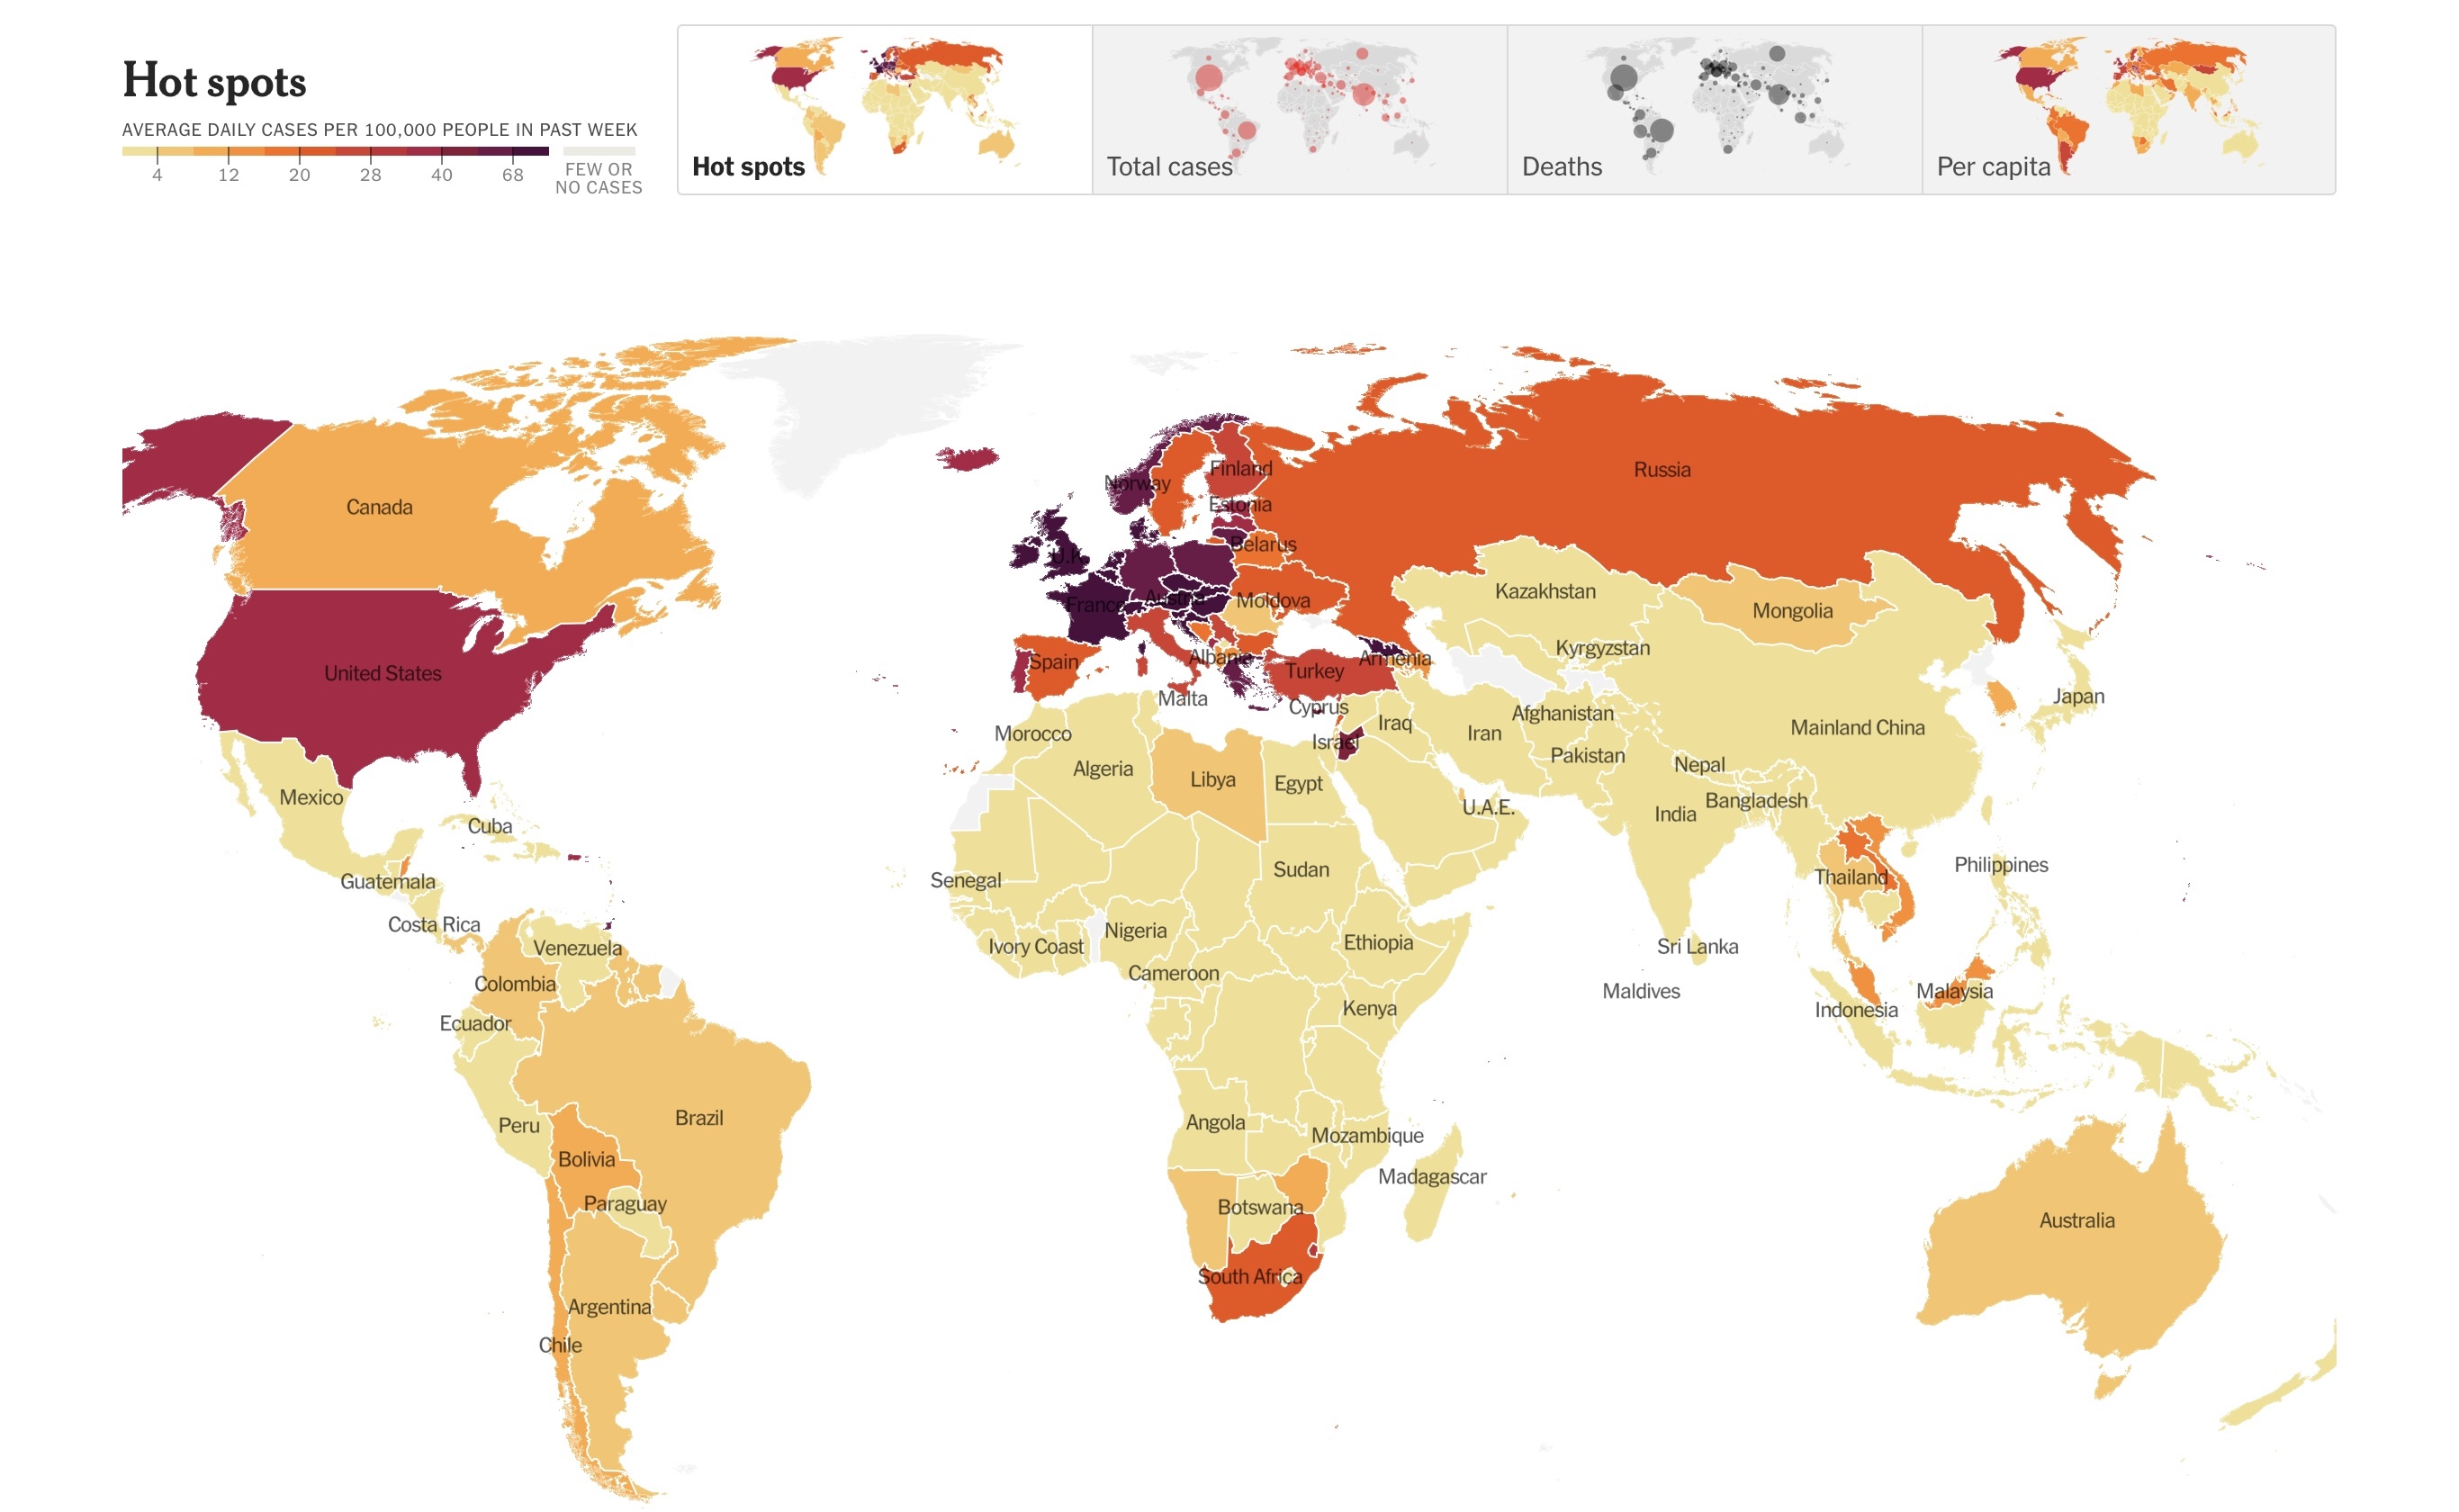 Hot spots
AVERAGE DAILY CASES PER 100,000 PEOPLE IN PAST WEEK
4 12 20 28 40 68
FEW OR
NO CASES
Hot spots
Total cases
Deaths
Per capita
Finland
Russia
Norway
Canada
Estonia
Belarus
U.K.
Kazakhstan
France
Austria
Moldova
Mongolia
Kyrgyzstan
Albania
Armenia
Spain
Turkey
United States
Malta
Cyprus
Japan
Afghanistan
Iraq
Mainland China
Morocco
Iran
Israel
Pakistan
Nepal
Algeria
Libya
Egypt
Mexico
Bangladesh
U.A.E.
India
Cuba
Philippines
Sudan
Thailand
Senegal
Guatemala
Costa Rica
Nigeria
Ethiopia
Ivory Coast
Sri Lanka
Venezuela
Cameroon
Colombia
Maldives
Malaysia
Kenya
Indonesia
Ecuador
Brazil
Angola
Peru
Mozambique
Bolivia
Madagascar
Paraguay
Botswana
Australia
South Africa
Argentina
Chile